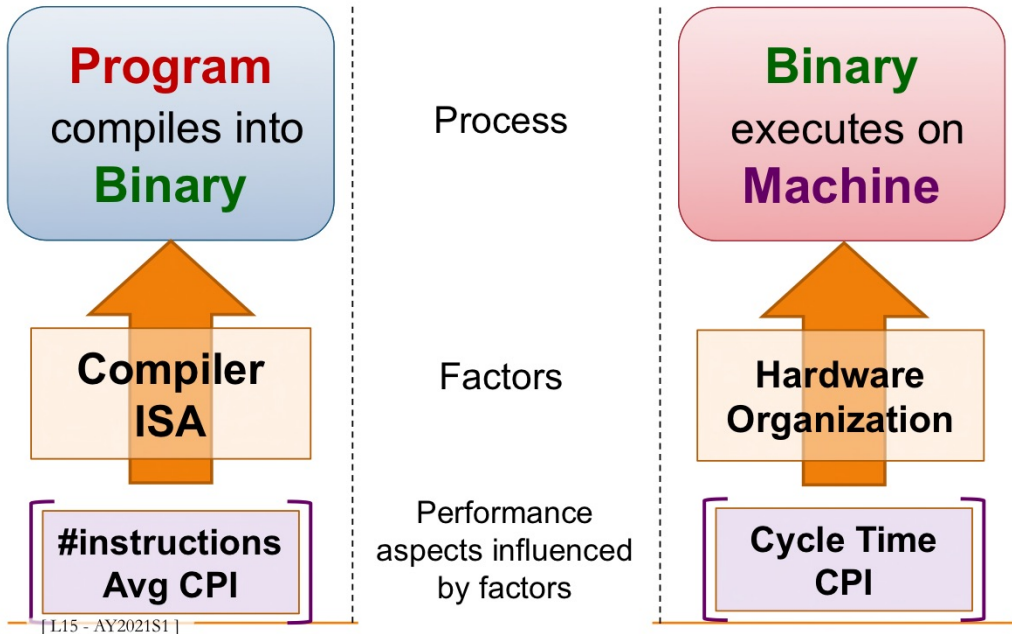 Program
compiles into
Binary
Process
Binary
executes on
Machine
Compiler
ISA
Factors
Hardware
Organization
#instructions
Avg CPI
Performance
aspects influenced
by factors
Cycle Time
CPI
[ L15 - AY2021S1 ]